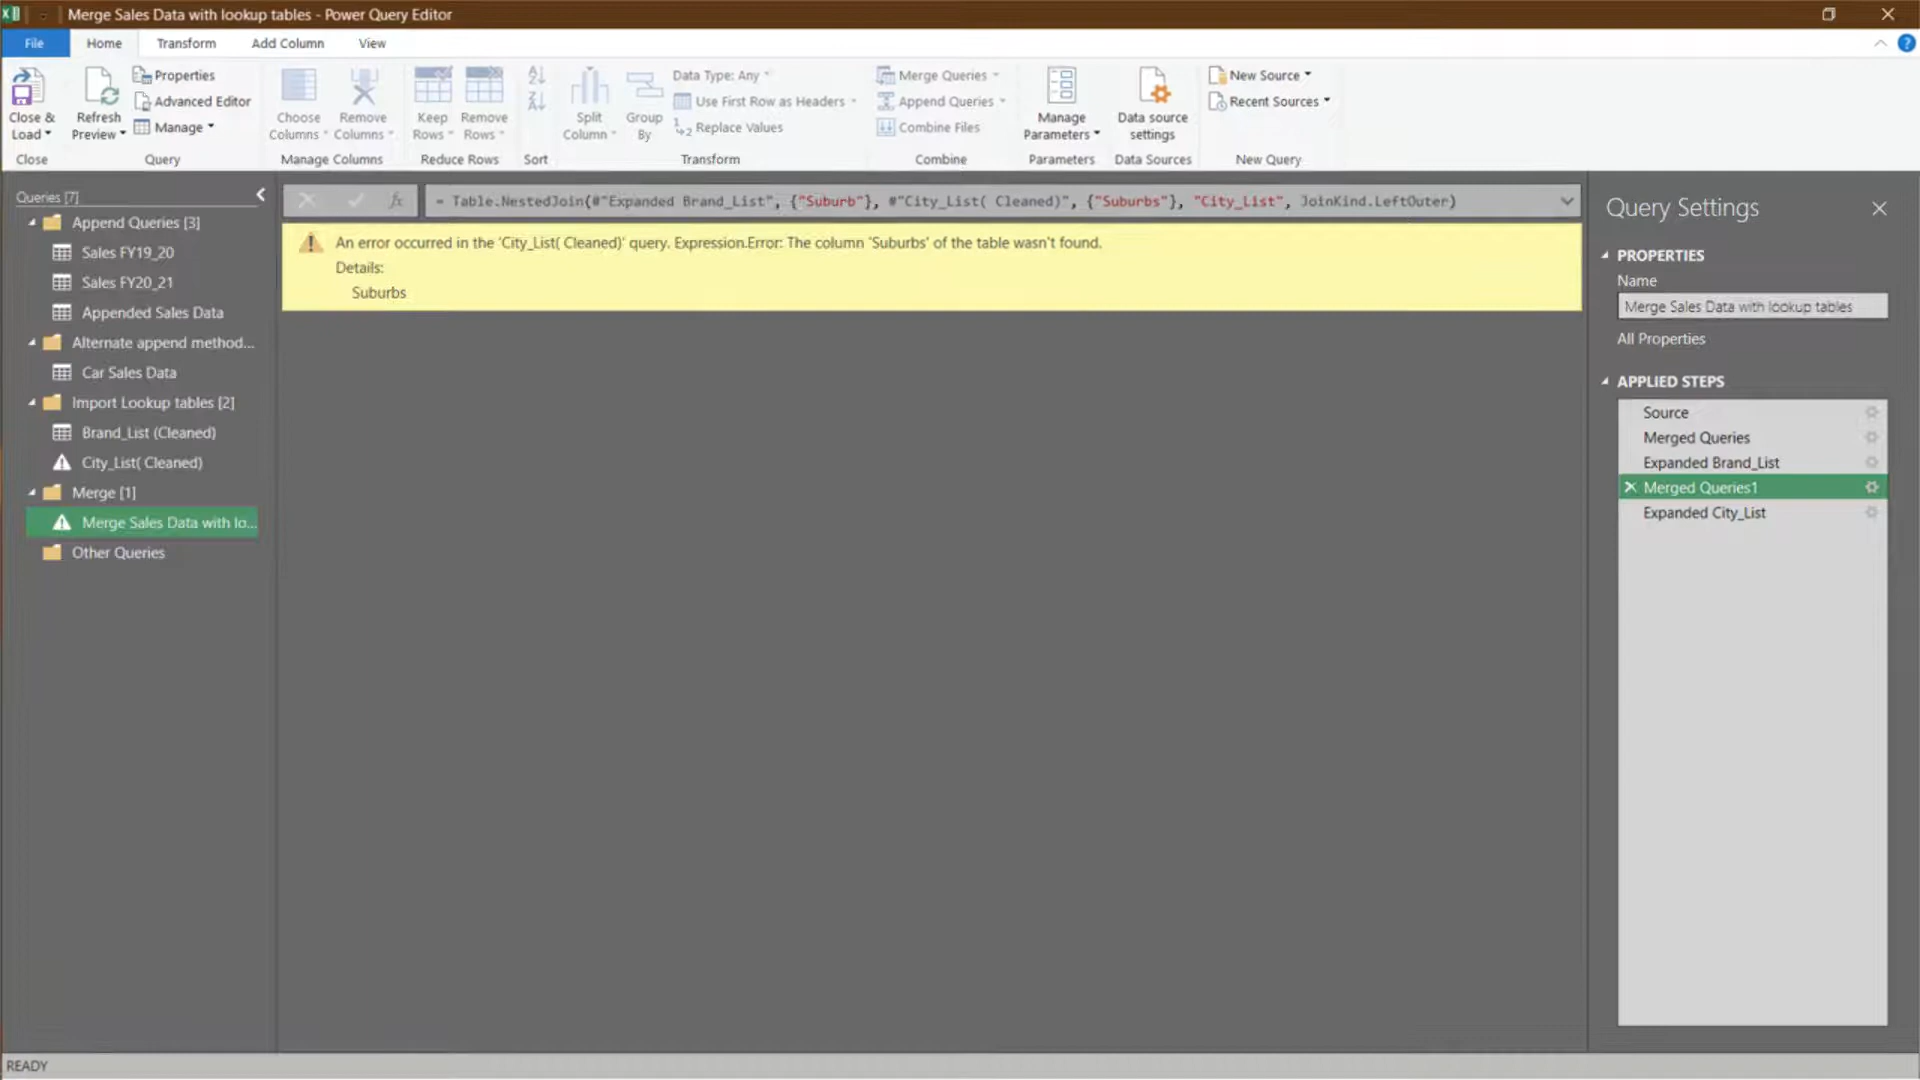 Merge Sales Data with lookup tables - Power Query Editor
File Home Transform Add Column View
Close & Load
Refresh Preview
Properties
Advanced Editor
Manage
Choose Columns
Remove Columns
Keep Rows
Remove Rows
Split Column
Group By
Data Type: Any
Use First Row as Headers
Replace Values
Merge Queries
Append Queries
Combine Files
Manage Parameters
Data source settings
New Source
Recent Sources
Close Query Manage Columns Reduce Rows Sort Transform Combine Parameters Data Sources New Query
Queries [7]
Append Queries [3]
Sales FY19_20
Sales FY20_21
Appended Sales Data
Alternate append method...
Car Sales Data
Import Lookup tables [2]
Brand_List (Cleaned)
City_List( Cleaned)
Merge [1]
Merge Sales Data with lo...
Other Queries
fx
= Table.NestedJoin(#"Expanded Brand_List", {"Suburb"}, #"City_List( Cleaned)", {"Suburbs"}, "City_List", JoinKind.LeftOuter)
An error occurred in the 'City_List( Cleaned)' query. Expression.Error: The column 'Suburbs' of the table wasn't found.
Details:
Suburbs
Query Settings
PROPERTIES
Name
Merge Sales Data with lookup tables
All Properties
APPLIED STEPS
Source
Merged Queries
Expanded Brand_List
Merged Queries1
Expanded City_List
READY